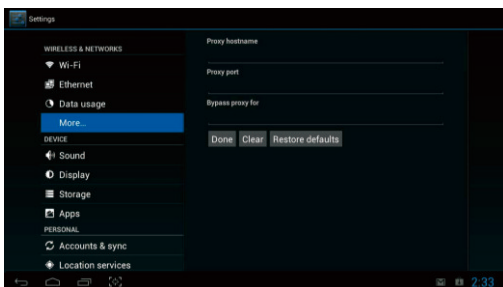 Settings
WIRELESS & NETWORKS
Wi-Fi
Ethernet
Data usage
More...
DEVICE
Sound
Display
Storage
Apps
PERSONAL
Accounts & sync
Location services
Proxy hostname
Proxy port
Bypass proxy for
Done Clear Restore defaults
2:33